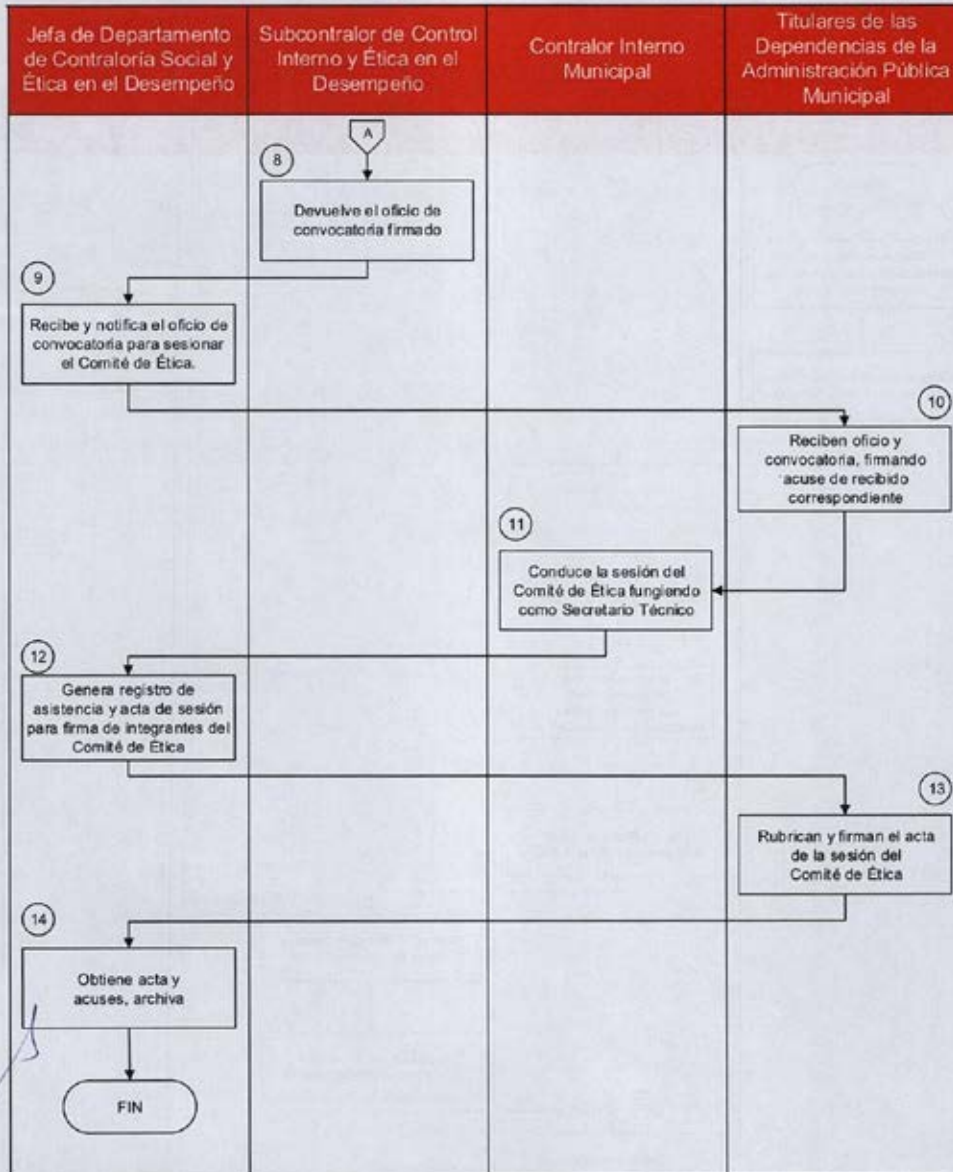 Jefa de Departamento
de Contraloría Social y
Ética en el Desempeño
Subcontralor de Control
Interno y Ética en el
Desempeño
Contralor Interno
Municipal
Titulares de las
Dependencias de la
Administración Pública
Municipal
A
8
Devuelve el oficio de
convocatoria firmado
9
Recibe y notifica el oficio de
convocatoria para sesionar
el Comité de Ética.
10
Reciben oficio y
convocatoria, firmando
acuse de recibido
correspondiente
11
Conduce la sesión del
Comité de Ética fungiendo
como Secretario Técnico
12
Genera registro de
asistencia y acta de sesión
para firma de integrantes del
Comité de Ética
13
Rubrican y firman el acta
de la sesión del
Comité de Ética
14
Obtiene acta y
acuses, archiva
FIN